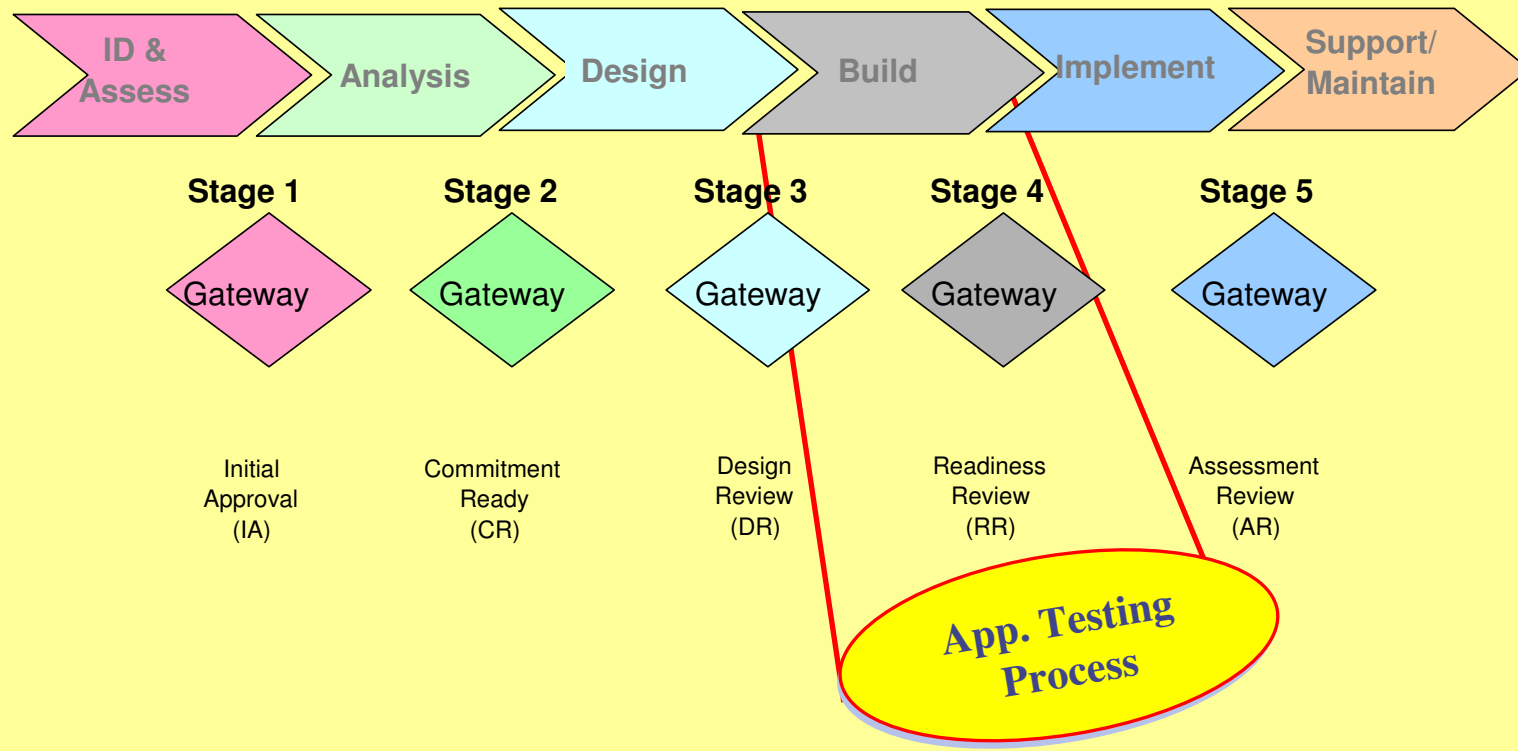 ID &
Assess
Analysis
Design
Build
Implement
Support/
Maintain
Stage 1
Stage 2
Stage 3
Stage 4
Stage 5
Gateway
Gateway
Gateway
Gateway
Gateway
Initial
Approval
(IA)
Commitment
Ready
(CR)
Design
Review
(DR)
Readiness
Review
(RR)
Assessment
Review
(AR)
App. Testing
Process